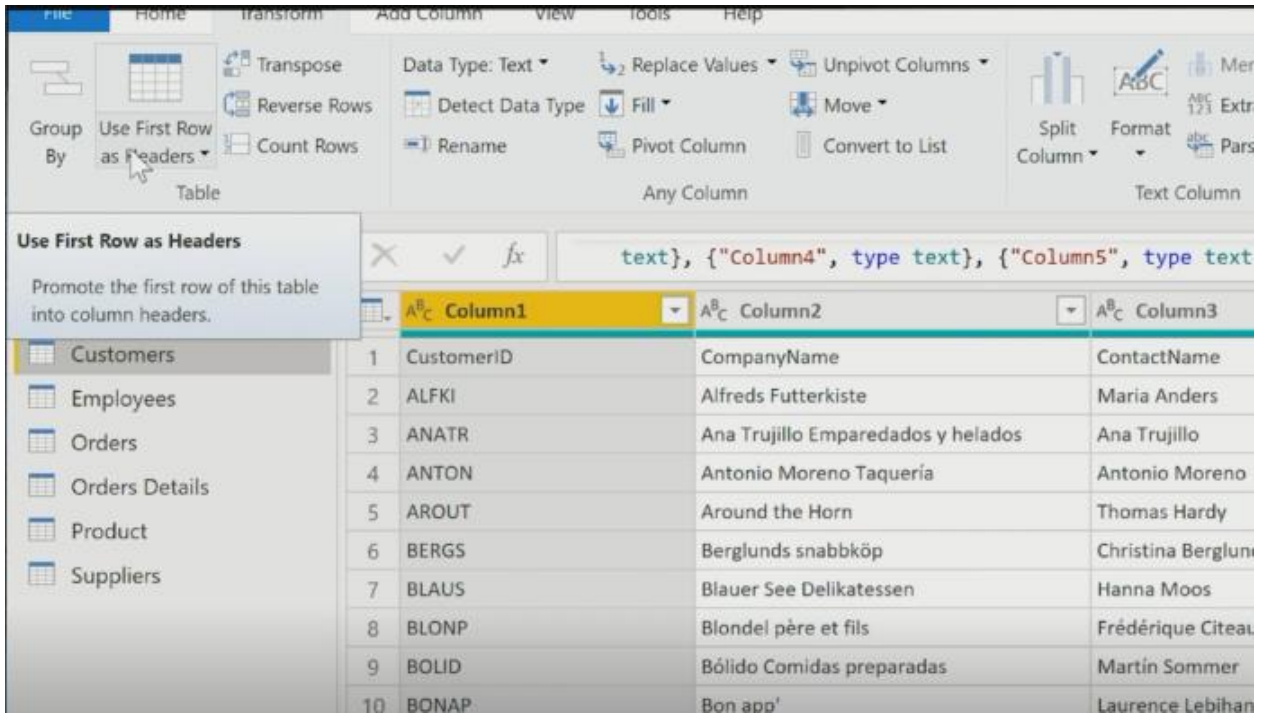 File Home Transform Add Column View Tools Help
Group By
Use First Row as Headers
Transpose
Reverse Rows
Count Rows
Table
Data Type: Text
Detect Data Type
Rename
Replace Values
Fill
Pivot Column
Unpivot Columns
Move
Convert to List
Any Column
Split Column
Format
Text Column
Use First Row as Headers
Promote the first row of this table
into column headers.
fx text}, {"Column4", type text}, {"Column5", type text
Customers
Employees
Orders
Orders Details
Product
Suppliers
Column1 Column2 Column3
1 CustomerID CompanyName ContactName
2 ALFKI Alfreds Futterkiste Maria Anders
3 ANATR Ana Trujillo Emparedados y helados Ana Trujillo
4 ANTON Antonio Moreno Taquería Antonio Moreno
5 AROUT Around the Horn Thomas Hardy
6 BERGS Berglunds snabbköp Christina
7 BLAUS Blauer See Delikatessen Hanna Moos
8 BLONP Blondel père et fils Frédérique
9 BOLID Bólido Comidas preparadas Martín Sommer
10 BONAP Bon app' Laurence Lebihan